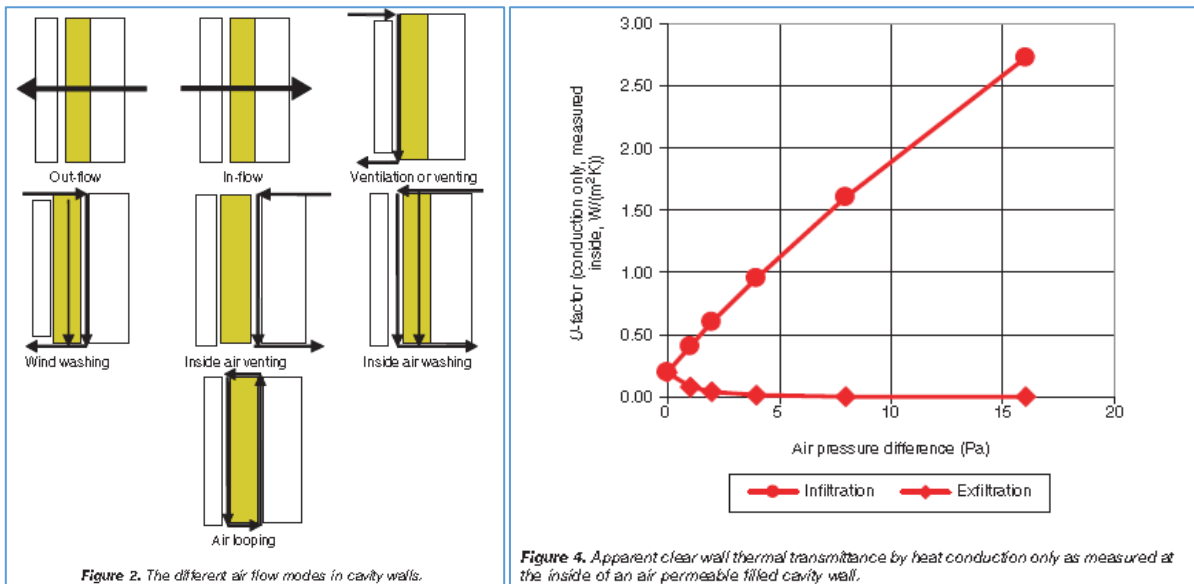 Out-flow
In-flow
Ventilation or venting
Wind washing
Inside air venting
Inside air washing
Air looping
Figure 2. The different air flow modes in cavity walls.
U-factor (conduction only, measured
inside, W/(m²K))
3.00
2.50
2.00
1.50
1.00
0.50
0.00
0
5
10
15
20
Air pressure difference (Pa)
Infiltration
Exfiltration
Figure 4. Apparent clear wall thermal transmittance by heat conduction only as measured at
the inside of an air permeable filled cavity wall.